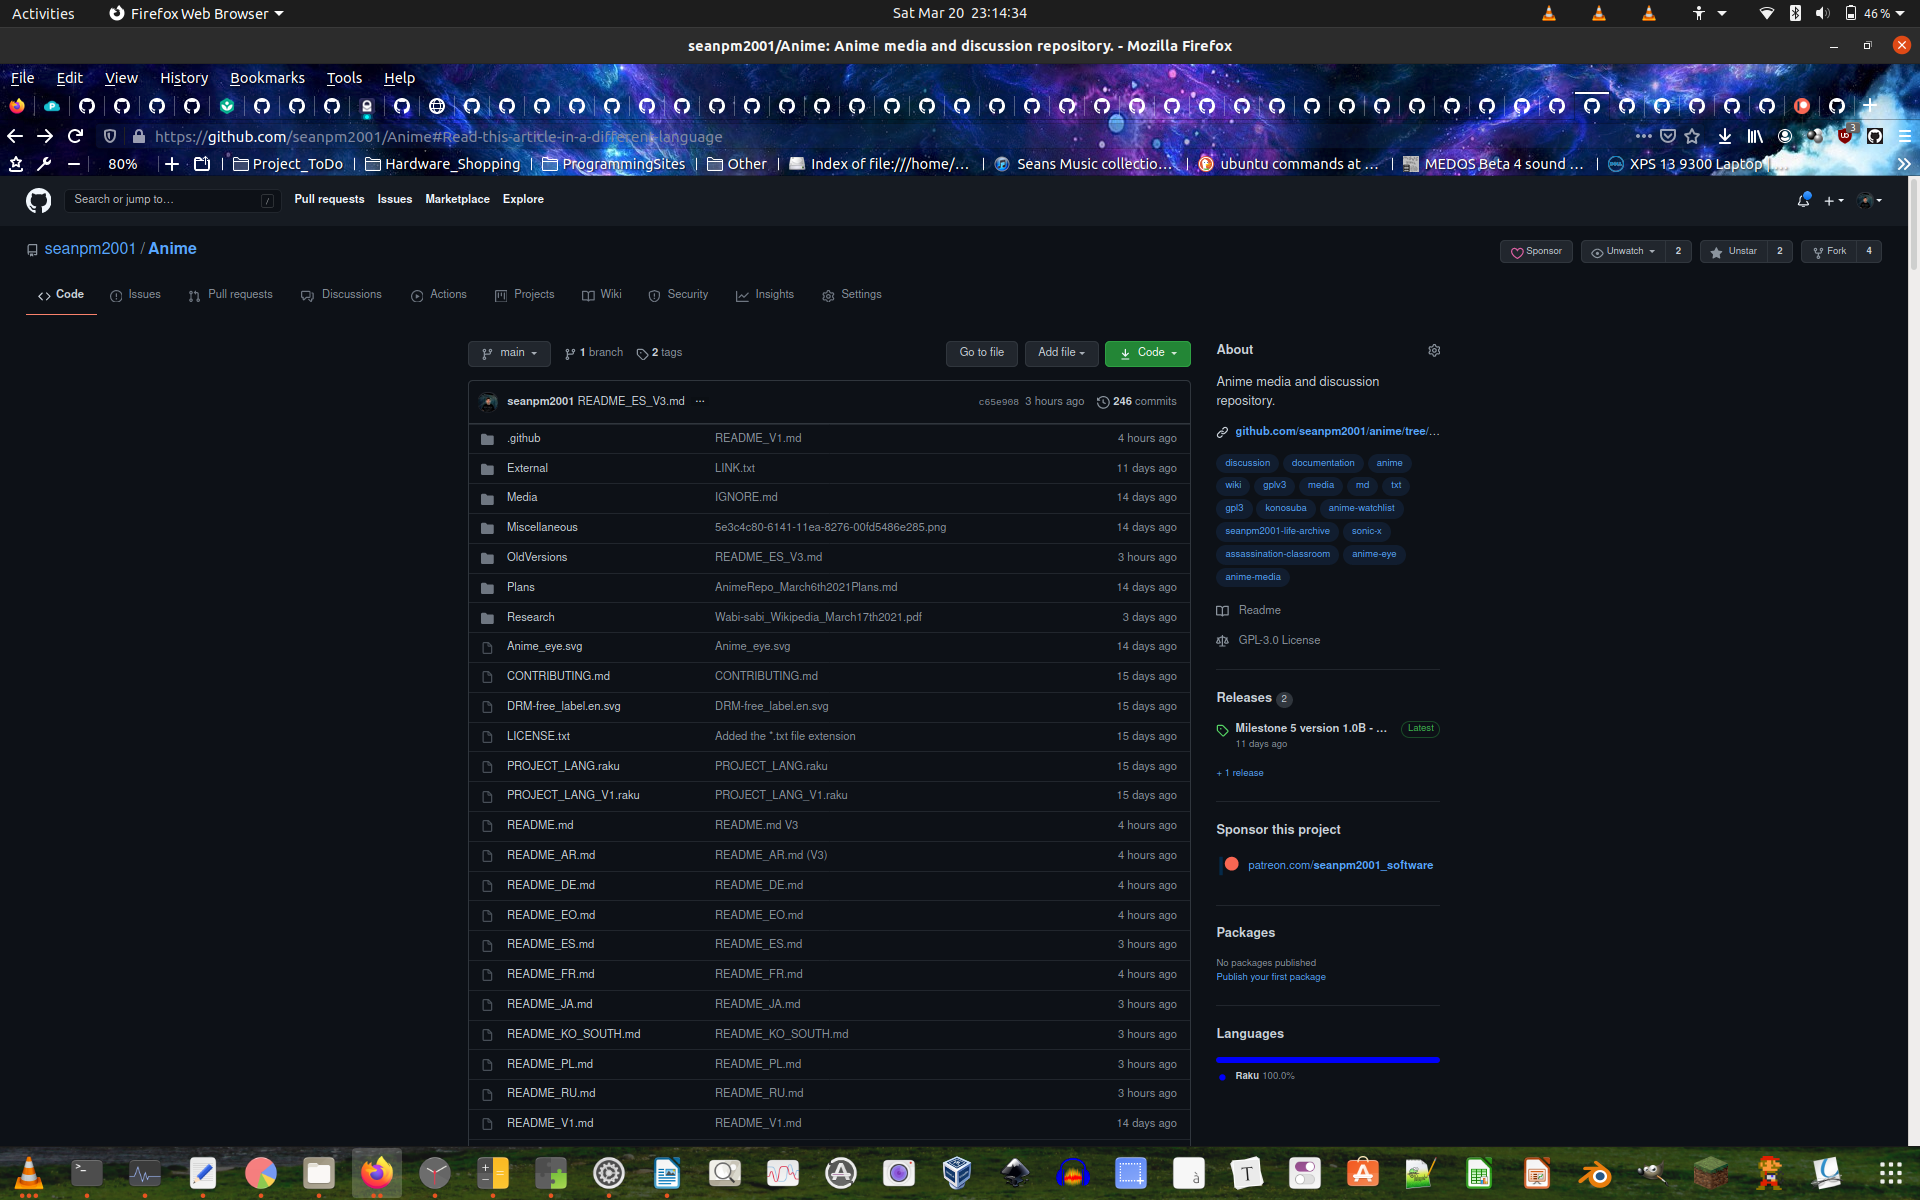 Activities
Firefox Web Browser
Sat Mar 20  23:14:34
46 %
seanpm2001/Anime: Anime media and discussion repository. - Mozilla Firefox
File Edit View History Bookmarks Tools Help
https://github.com/seanpm2001/Anime#Read-this-article-in-a-different-language
3
80%
Project_ToDo
Hardware_Shopping
ProgrammingSites
Other
Index of file:///home/...
Seans Music collectio...
ubuntu commands at ...
MEDOS Beta 4 sound ...
XPS 13 9300 Laptop
Search or jump to...
/
Pull requests Issues Marketplace Explore
seanpm2001 / Anime
Sponsor
Unwatch 2
Unstar 2
Fork 4
Code Issues Pull requests Discussions Actions Projects Wiki Security Insights Settings
main
1 branch
2 tags
Go to file
Add file
Code
seanpm2001 README_ES_V3.md ...
c65e908 3 hours ago
246 commits
.github README_V1.md 4 hours ago
External LINK.txt 11 days ago
Media IGNORE.md 14 days ago
Miscellaneous 5e3c4c80-6141-11ea-8276-00fd5486e285.png 14 days ago
OldVersions README_ES_V3.md 3 hours ago
Plans AnimeRepo_March6th2021Plans.md 14 days ago
Research Wabi-sabi_Wikipedia_March17th2021.pdf 3 days ago
Anime_eye.svg Anime_eye.svg 14 days ago
CONTRIBUTING.md CONTRIBUTING.md 15 days ago
DRM-free_label.en.svg DRM-free_label.en.svg 15 days ago
LICENSE.txt Added the *.txt file extension 15 days ago
PROJECT_LANG.raku PROJECT_LANG.raku 15 days ago
PROJECT_LANG_V1.raku PROJECT_LANG_V1.raku 15 days ago
README.md README.md V3 4 hours ago
README_AR.md README_AR.md (V3) 4 hours ago
README_DE.md README_DE.md 4 hours ago
README_EO.md README_EO.md 4 hours ago
README_ES.md README_ES.md 3 hours ago
README_FR.md README_FR.md 4 hours ago
README_JA.md README_JA.md 3 hours ago
README_KO_SOUTH.md README_KO_SOUTH.md 3 hours ago
README_PL.md README_PL.md 3 hours ago
README_RU.md README_RU.md 3 hours ago
README_V1.md README_V1.md 14 days ago
About
Anime media and discussion
repository.
github.com/seanpm2001/anime/tree/...
discussion documentation anime
wiki gplv3 media md txt
gpl3 konosuba anime-watchlist
seanpm2001-life-archive sonic-x
assassination-classroom anime-eye
anime-media
Readme
GPL-3.0 License
Releases 2
Milestone 5 version 1.0B - ... Latest
11 days ago
+ 1 release
Sponsor this project
patreon.com/seanpm2001_software
Packages
No packages published
Publish your first package
Languages
Raku 100.0%